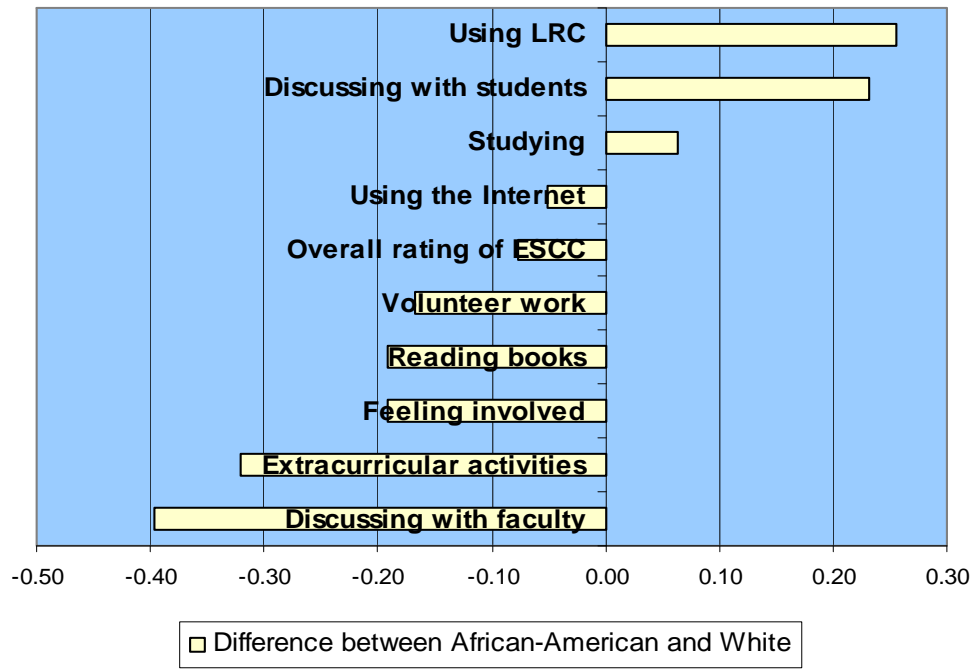 Using LRC
Discussing with students
Studying
Using the Internet
Overall rating of ESCC
Volunteer work
Reading books
Feeling involved
Extracurricular activities
Discussing with faculty
-0.50 -0.40 -0.30 -0.20 -0.10 0.00 0.10 0.20 0.30
Difference between African-American and White